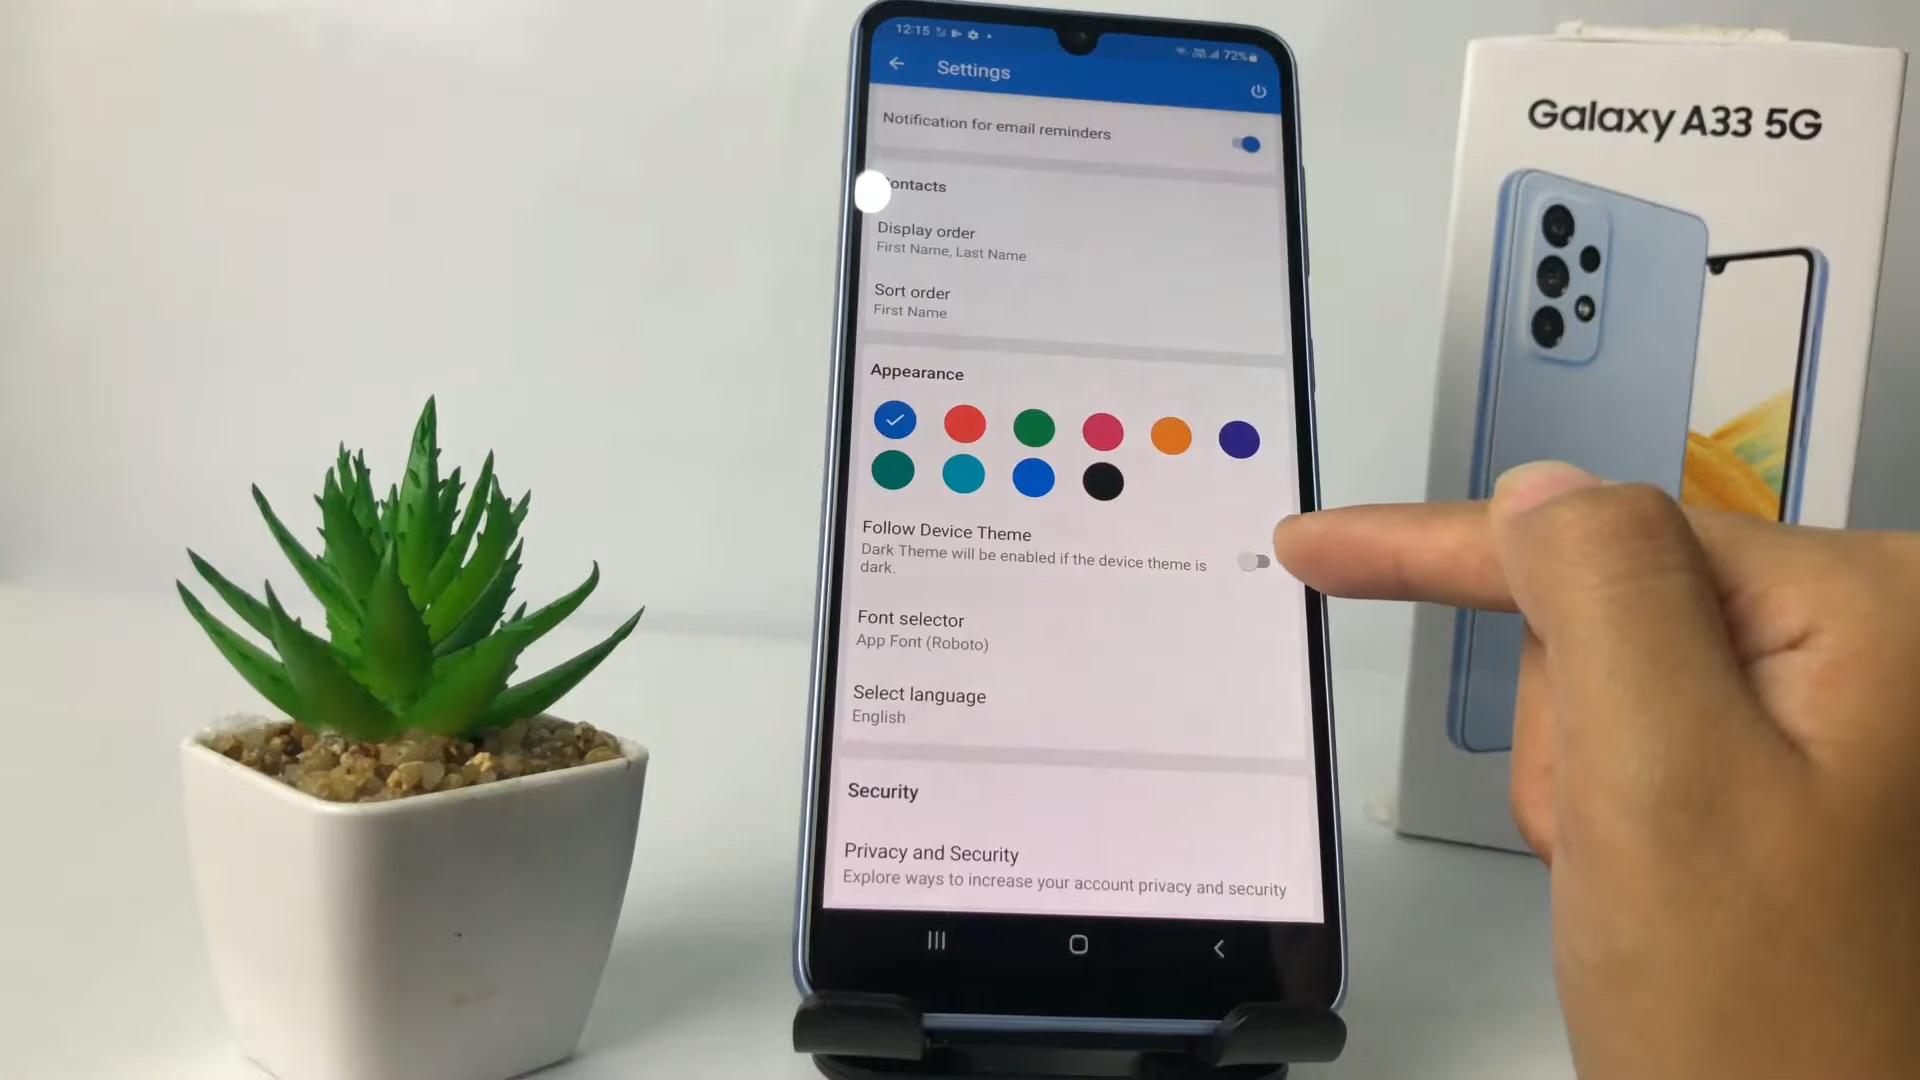 12:15
72%
Settings
Notification for email reminders
Contacts
Display order
First Name, Last Name
Sort order
First Name
Appearance
Follow Device Theme
Dark Theme will be enabled if the device theme is
dark.
Font selector
App Font (Roboto)
Select language
English
Security
Privacy and Security
Explore ways to increase your account privacy and security
Galaxy A33 5G